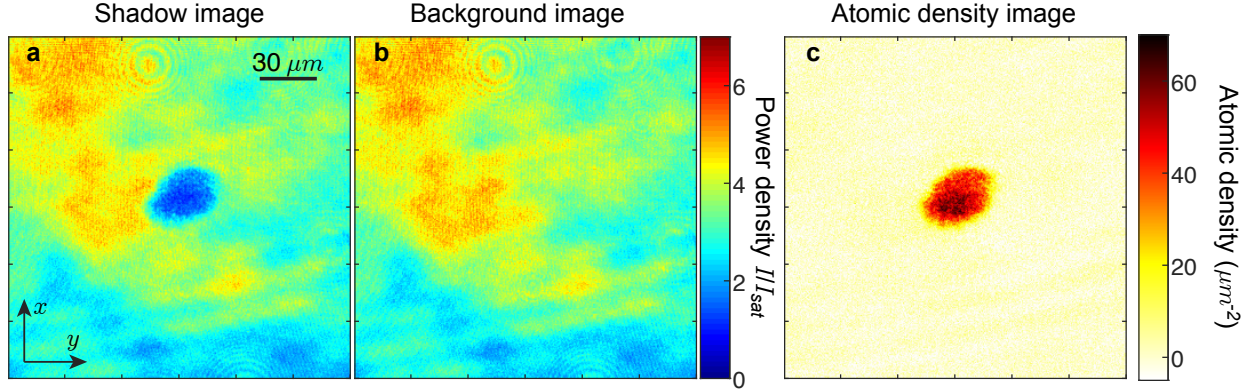 Shadow image
Background image
Atomic density image
a
30 μm
b
c
x
y
6
4
2
0
Power density I/Isat
60
40
20
0
Atomic density (μm-2)